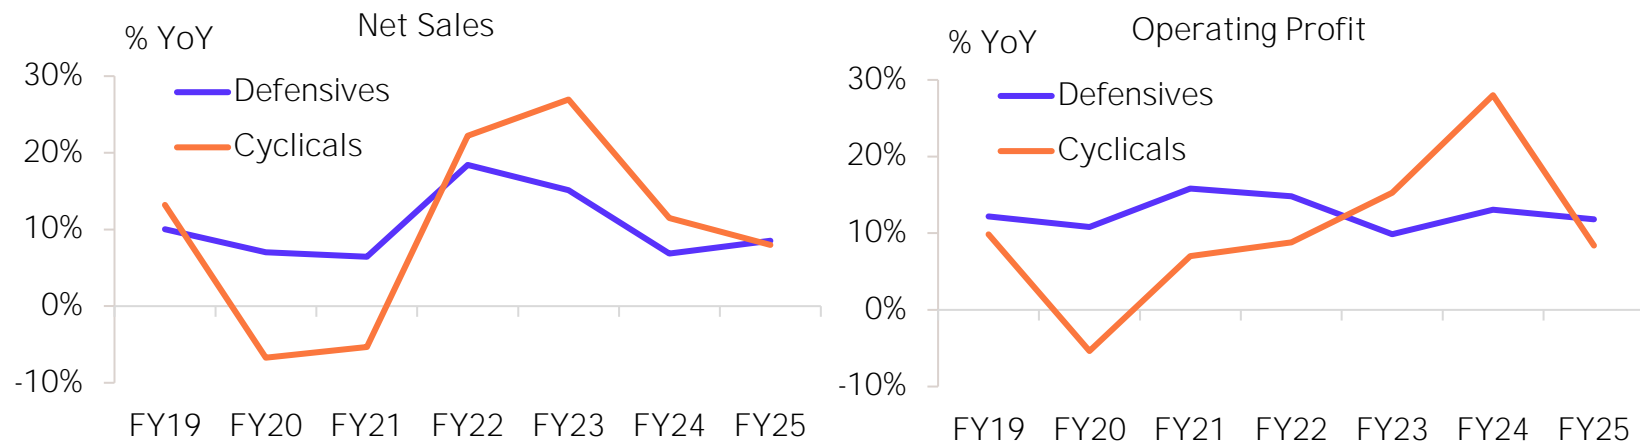 Net Sales
% YoY
30%
Defensives
Cyclicals
20%
10%
0%
-10%
FY19 FY20 FY21 FY22 FY23 FY24 FY25
Operating Profit
% YoY
30%
Defensives
Cyclicals
20%
10%
0%
-10%
FY19 FY20 FY21 FY22 FY23 FY24 FY25